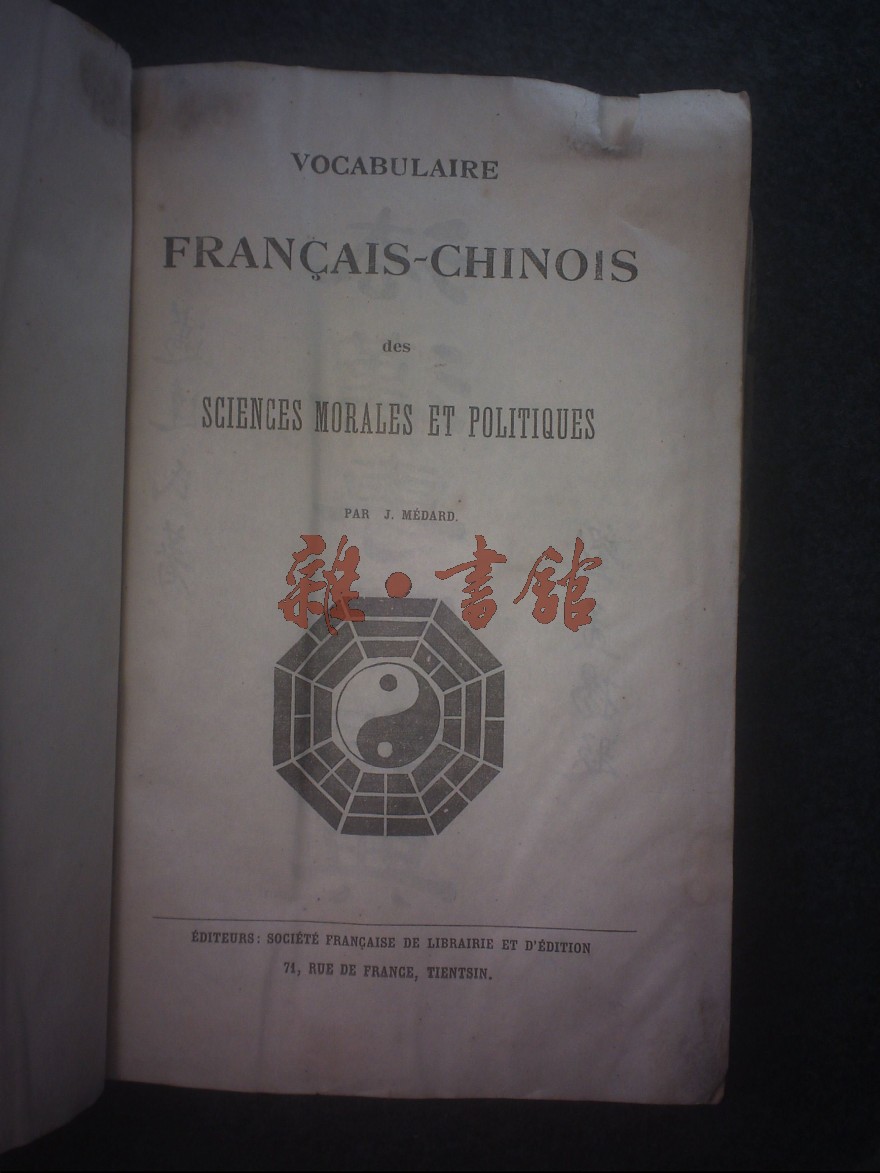 VOCABULAIRE
FRANÇAIS-CHINOIS
des
SCIENCES MORALES ET POLITIQUES
PAR J. MÉDARD.
雜·書館
ÉDITEURS: SOCIÉTÉ FRANÇAISE DE LIBRAIRIE ET D'ÉDITION
71, RUE DE FRANCE, TIENTSIN.